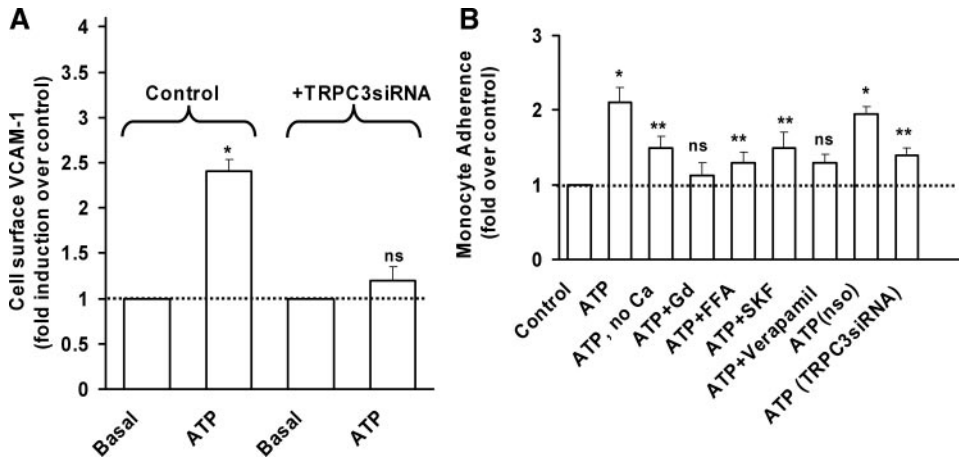 A
Cell surface VCAM-1
(fold induction over control)
4
3.5
3
2.5
2
1.5
1
0.5
0
Control
+TRPC3siRNA
*
ns
Basal
ATP
Basal
ATP
B
Monocyte Adherence
(fold over control)
3
2
1
0
*
**
ns
**
**
ns
*
**
Control
ATP
ATP, no Ca
ATP+Gd
ATP+FFA
ATP+SKF
ATP+Verapamil
ATP(nso)
ATP (TRPC3siRNA)